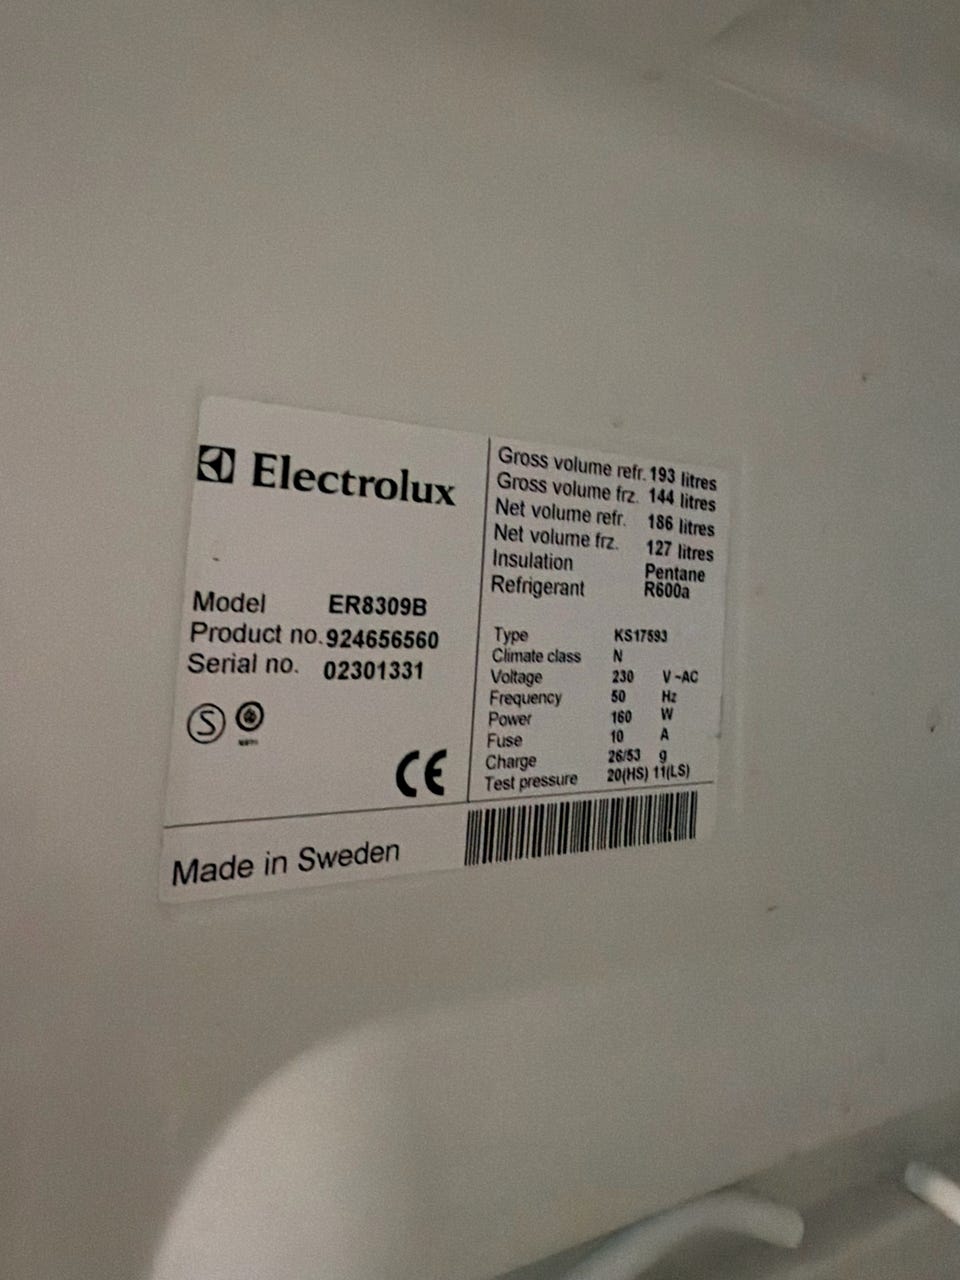 Electrolux
Model ER8309B
Product no. 924656560
Serial no. 02301331
S
CE
Made in Sweden
Gross volume refr. 193 litres
Gross volume frz. 144 litres
Net volume refr. 186 litres
Net volume frz. 127 litres
Insulation Pentane
Refrigerant R600a
Type KS17593
Climate class N
Voltage 230 V~AC
Frequency 50 Hz
Power 160 W
Fuse 10 A
Charge 26/53 g
Test pressure 20(HS) 11(LS)